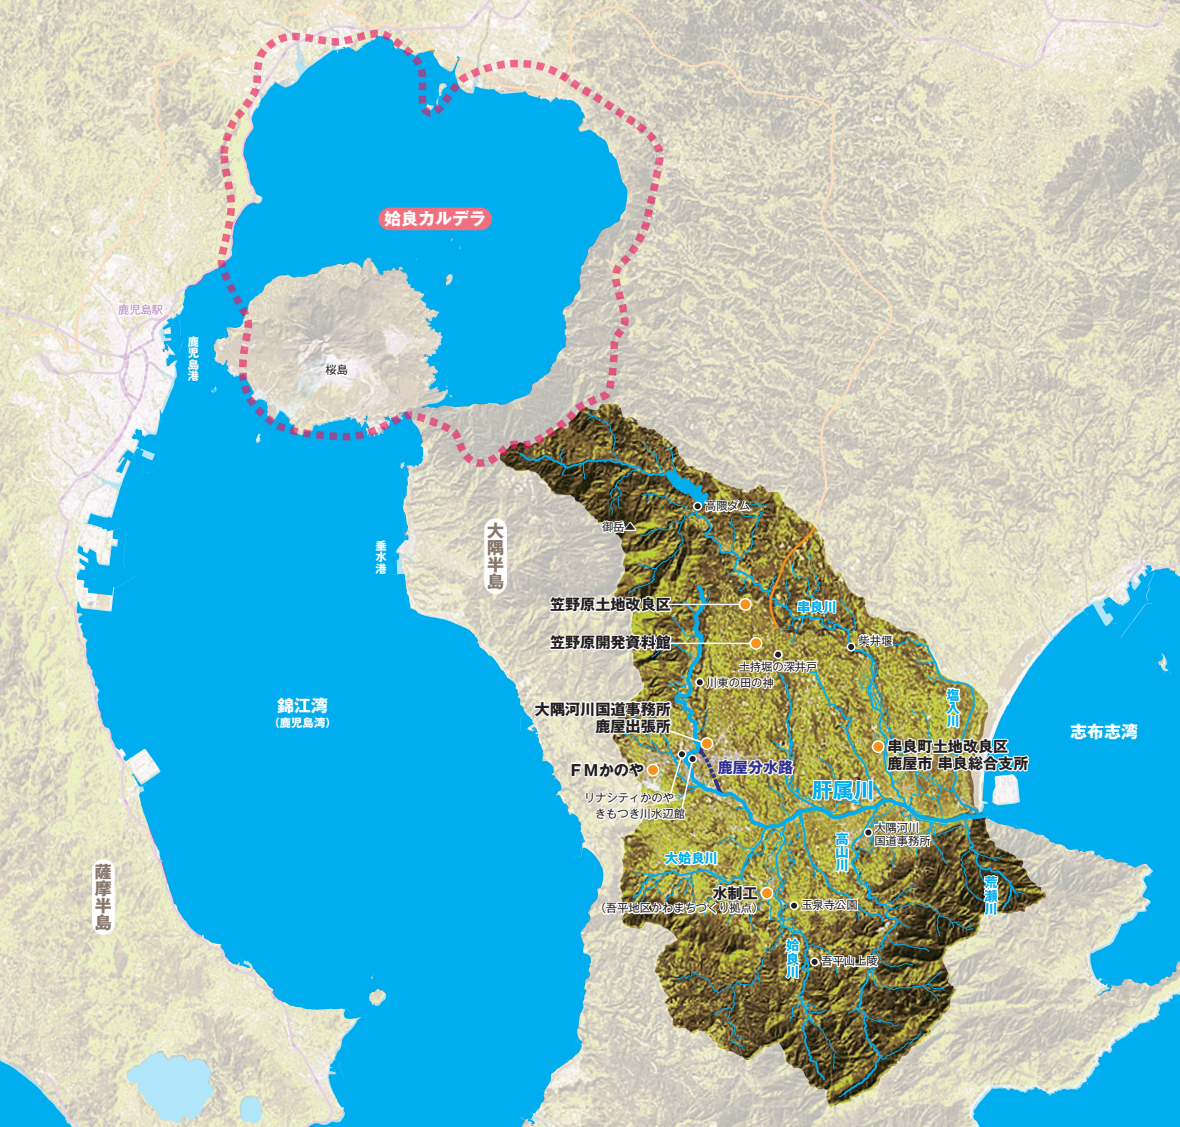 姶良カルデラ
鹿児島駅
鹿児島港
桜島
大隅半島
垂水港
御岳
高隈ダム
笠野原土地改良区
串良川
笠野原開発資料館
柴井堰
土持堀の深井戸
川東の田の神
塩入川
大隅河川国道事務所
鹿屋出張所
錦江湾
（鹿児島湾）
志布志湾
串良町土地改良区
鹿屋市 串良総合支所
ＦＭかのや
鹿屋分水路
リナシティかのや
きもつき川水辺館
肝属川
大隅河川
国道事務所
高山川
大姶良川
薩摩半島
水制工
（吾平地区かわまちづくり拠点）
玉泉寺公園
荒瀬川
姶良川
吾平山上陵